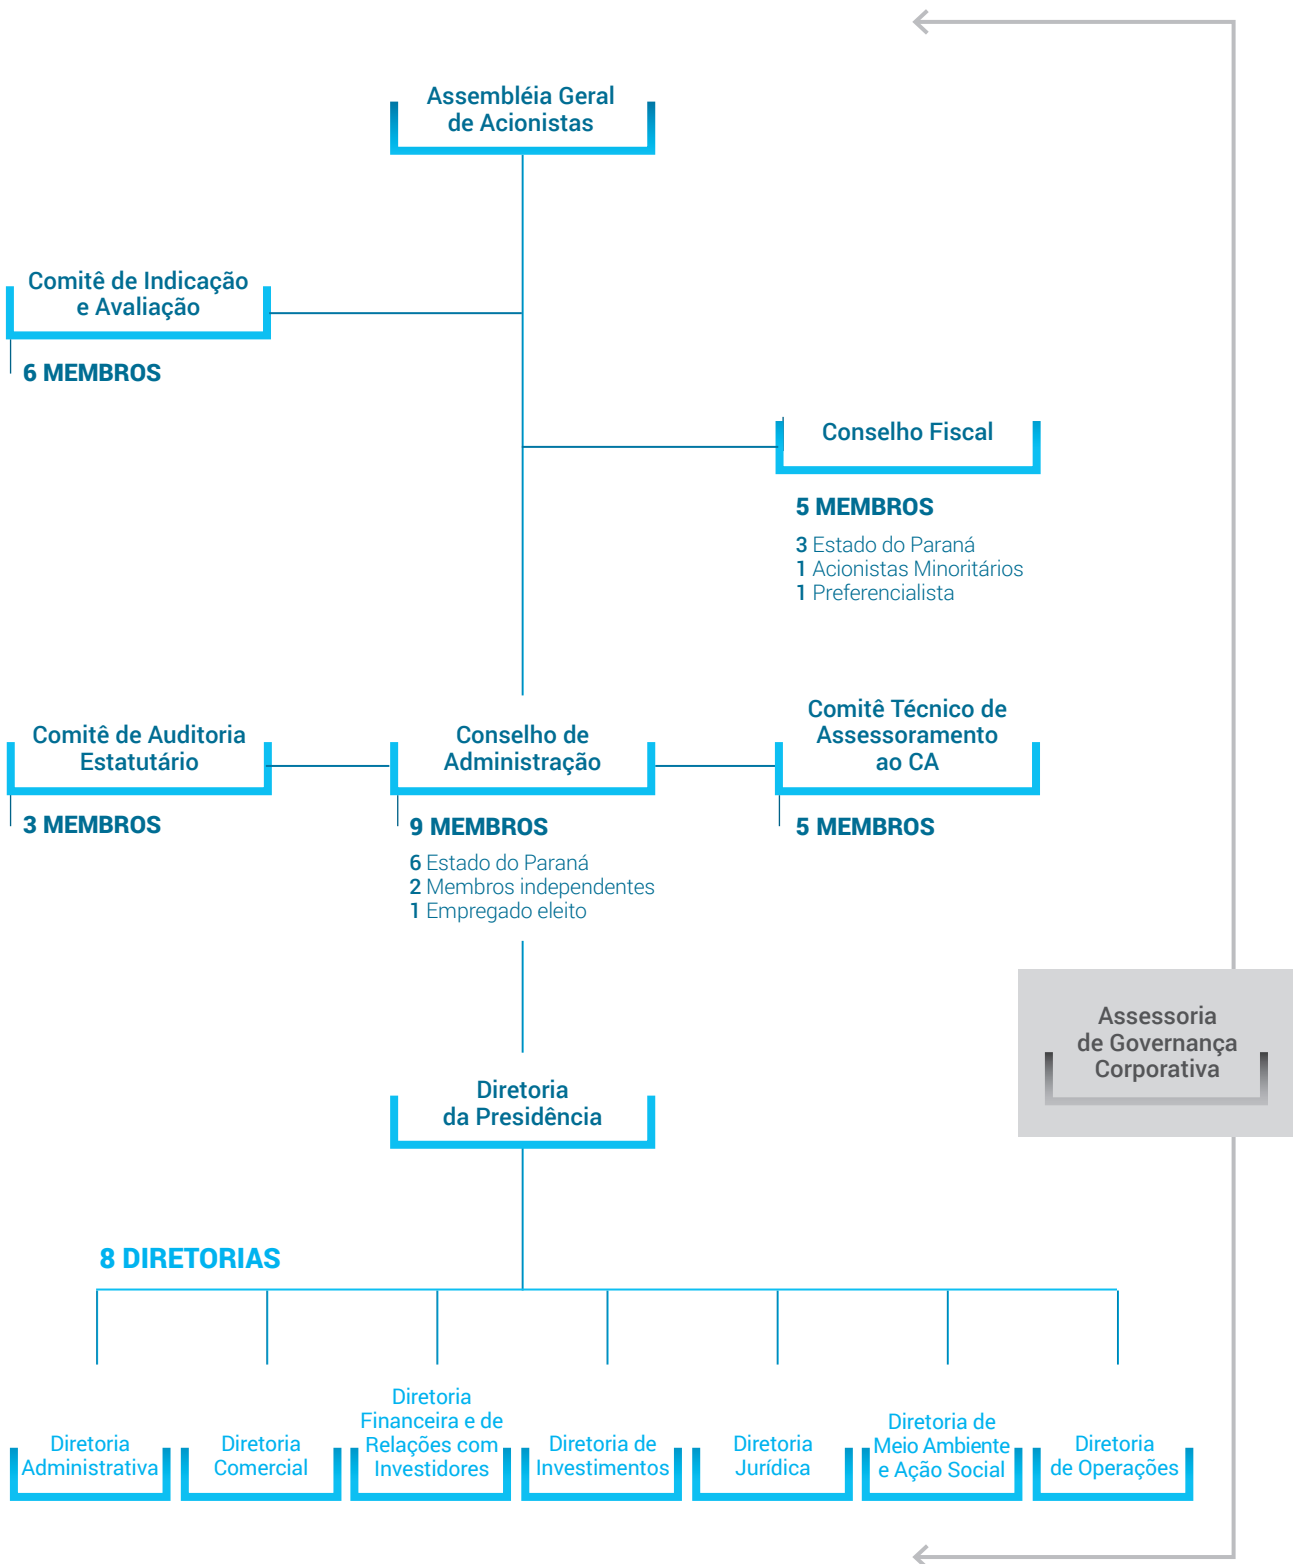 Assembléia Geral
de Acionistas
Comitê de Indicação
e Avaliação
6 MEMBROS
Conselho Fiscal
5 MEMBROS
3 Estado do Paraná
1 Acionistas Minoritários
1 Preferencialista
Comitê de Auditoria
Estatutário
3 MEMBROS
Conselho de
Administração
9 MEMBROS
6 Estado do Paraná
2 Membros independentes
1 Empregado eleito
Comitê Técnico de
Assessoramento
ao CA
5 MEMBROS
Assessoria
de Governança
Corporativa
Diretoria
da Presidência
8 DIRETORIAS
Diretoria
Administrativa
Diretoria
Comercial
Diretoria
Financeira e de
Relações com
Investidores
Diretoria de
Investimentos
Diretoria
Jurídica
Diretoria de
Meio Ambiente
e Ação Social
Diretoria
de Operações